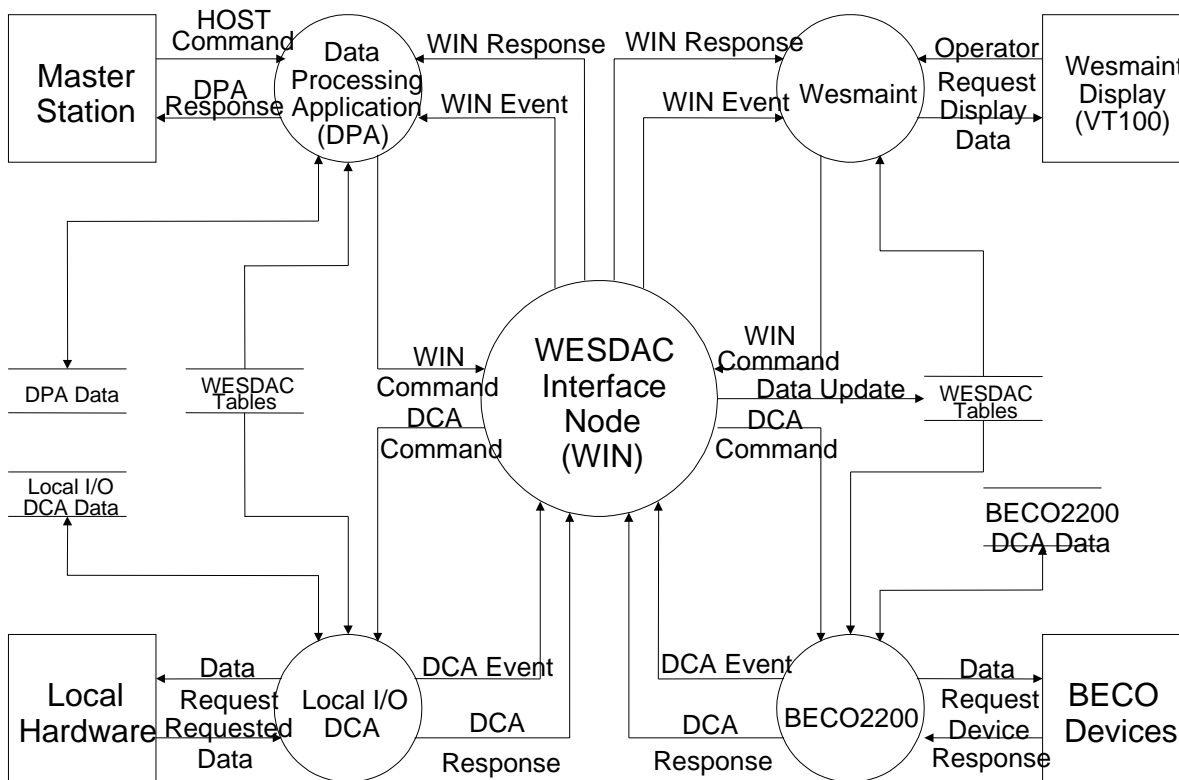 HOST
Command
Master
Station
DPA
Response
Data
Processing
Application
(DPA)
WIN Response
WIN Event
WIN Response
WIN Event
Wesmaint
Operator
Request
Display
Data
Wesmaint
Display
(VT100)
DPA Data
WESDAC
Tables
WIN
Command
DCA
Command
WESDAC
Interface
Node
(WIN)
WIN
Command
Data Update
DCA
Command
WESDAC
Tables
Local I/O
DCA Data
BECO2200
DCA Data
Local
Hardware
Data
Request
Requested
Data
Local I/O
DCA
DCA Event
DCA
Response
DCA Event
DCA
Response
BECO2200
Data
Request
Device
Response
BECO
Devices